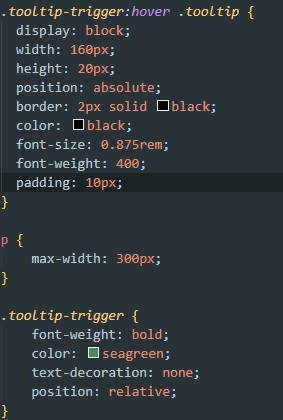 .tooltip-trigger:hover .tooltip {
display: block;
width: 160px;
height: 20px;
position: absolute;
border: 2px solid black;
color: black;
font-size: 0.875rem;
font-weight: 400;
padding: 10px;
}
p {
max-width: 300px;
}
.tooltip-trigger {
font-weight: bold;
color: seagreen;
text-decoration: none;
position: relative;
}